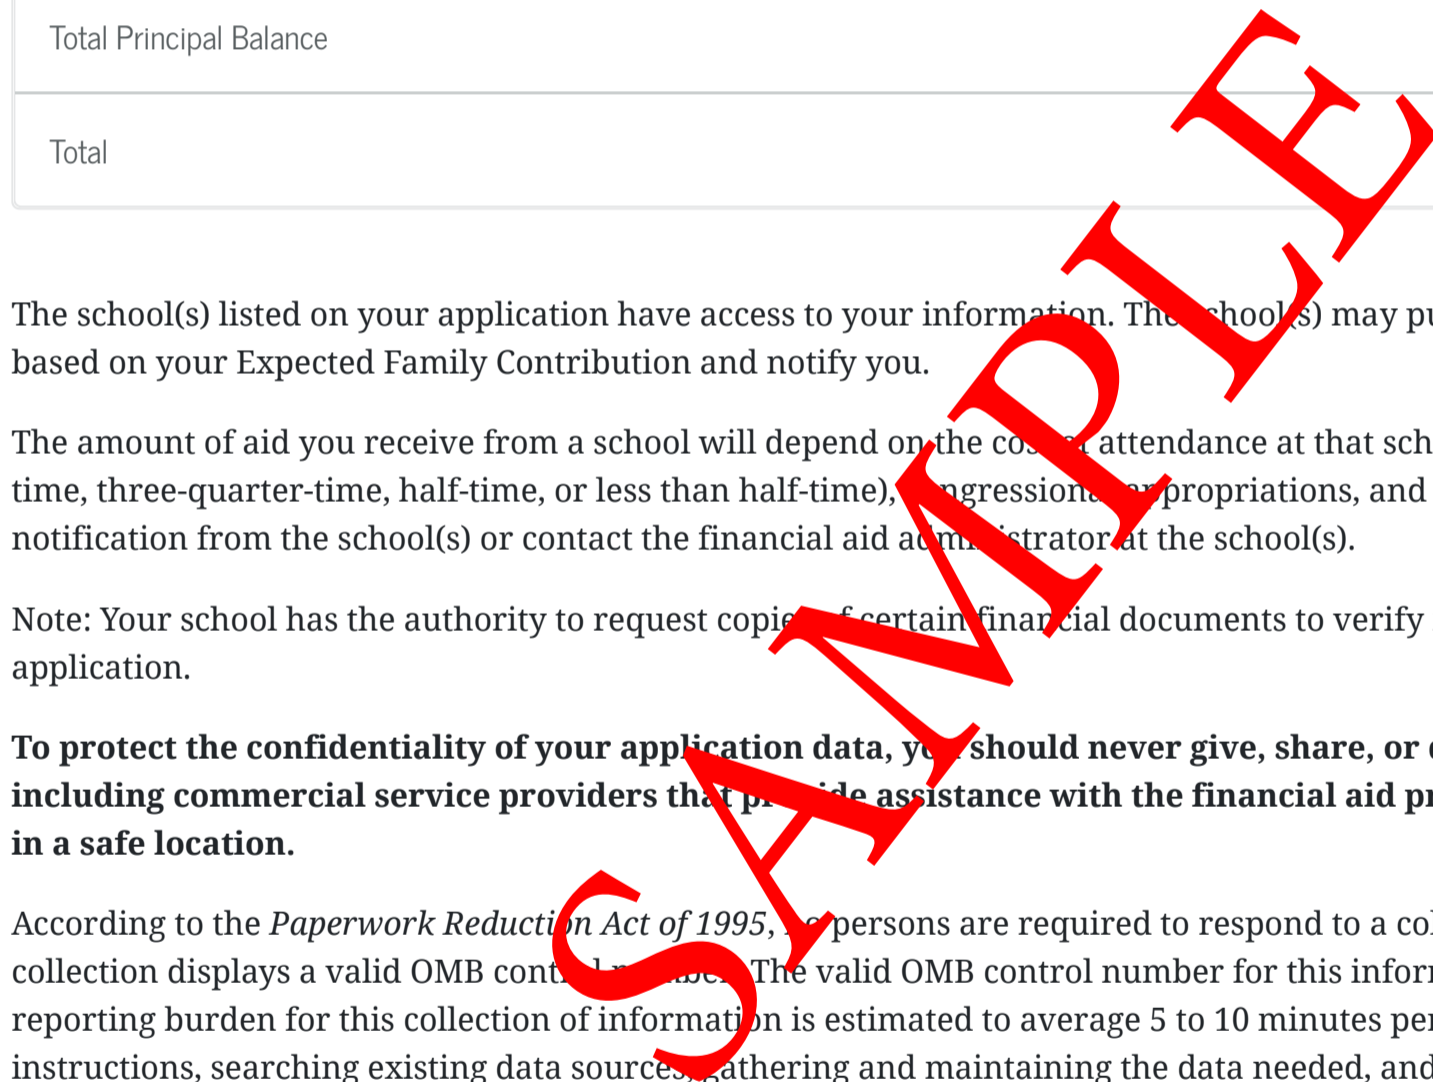 Total Principal Balance
Total
The school(s) listed on your application have access to your information. The school(s) may
based on your Expected Family Contribution and notify you.
The amount of aid you receive from a school will depend on the cost of attendance at that
time, three-quarter-time, half-time, or less than half-time), congressional appropriations, and
notification from the school(s) or contact the financial aid administrator at the school(s).
Note: Your school has the authority to request copies of certain financial documents to verify
application.
To protect the confidentiality of your application data, you should never give, share, or
including commercial service providers that provide assistance with the financial aid
in a safe location.
According to the Paperwork Reduction Act of 1995, no persons are required to respond to a
collection displays a valid OMB control number. The valid OMB control number for this
reporting burden for this collection of information is estimated to average 5 to 10 minutes
instructions, searching existing data sources, gathering and maintaining the data needed, and
SAMPLE